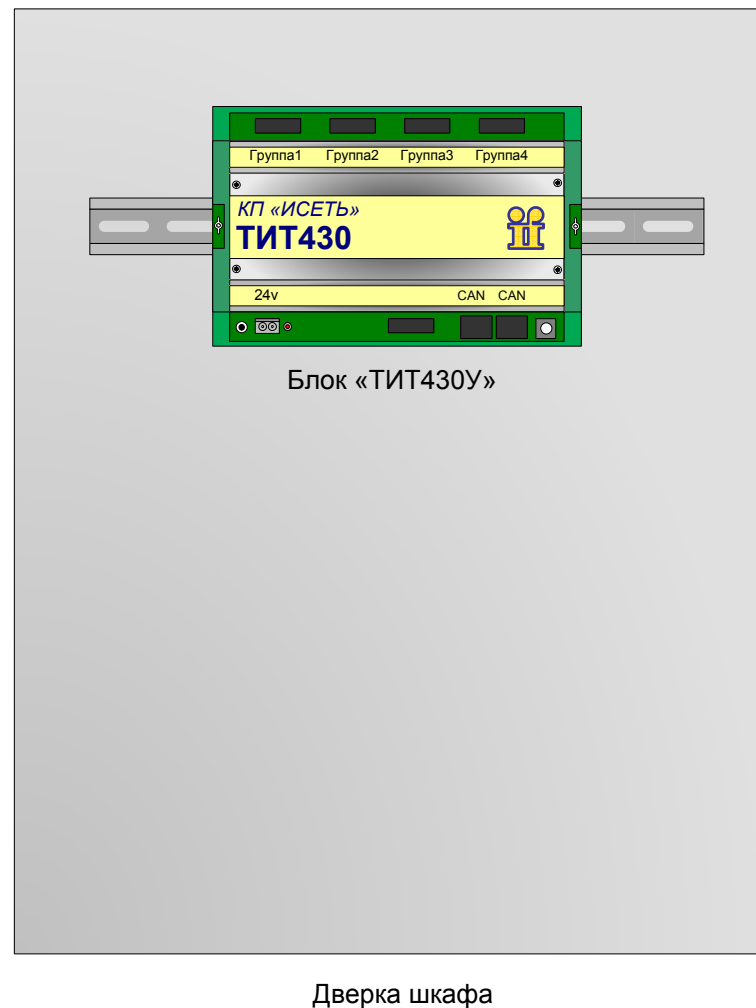 Группа1 Группа2 Группа3 Группа4
КП «ИСЕТЬ»
ТИТ430
24v CAN CAN
Блок «ТИТ430У»
Дверка шкафа